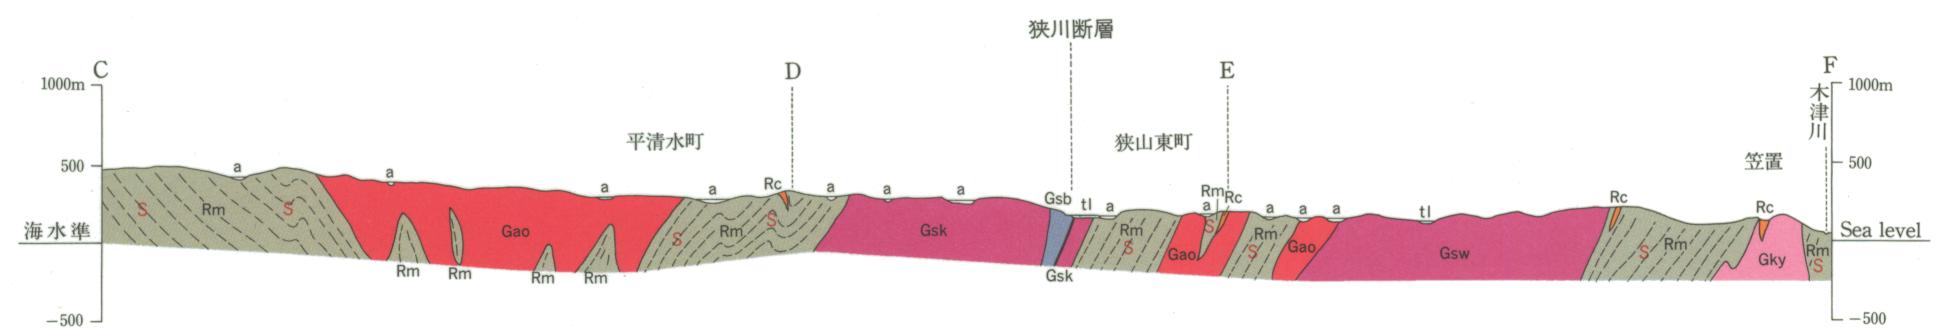 狭川断層
C
D
E
F
1000m
1000m
木津川
平清水町
狭山東町
500
500
笠置
a
a
a
a
Rc
a
a
a
Gsb
tl
a
Rm
a
Rc
a
a
a
tl
Rc
Rc
S
Rm
S
Gao
S
Rm
S
Gsk
Rm
S
Gao
S
Rm
S
Gao
Gsw
S
Rm
Gky
Rm
S
海水準
Sea level
Rm
Rm
Rm
Rm
Gsk
-500
-500